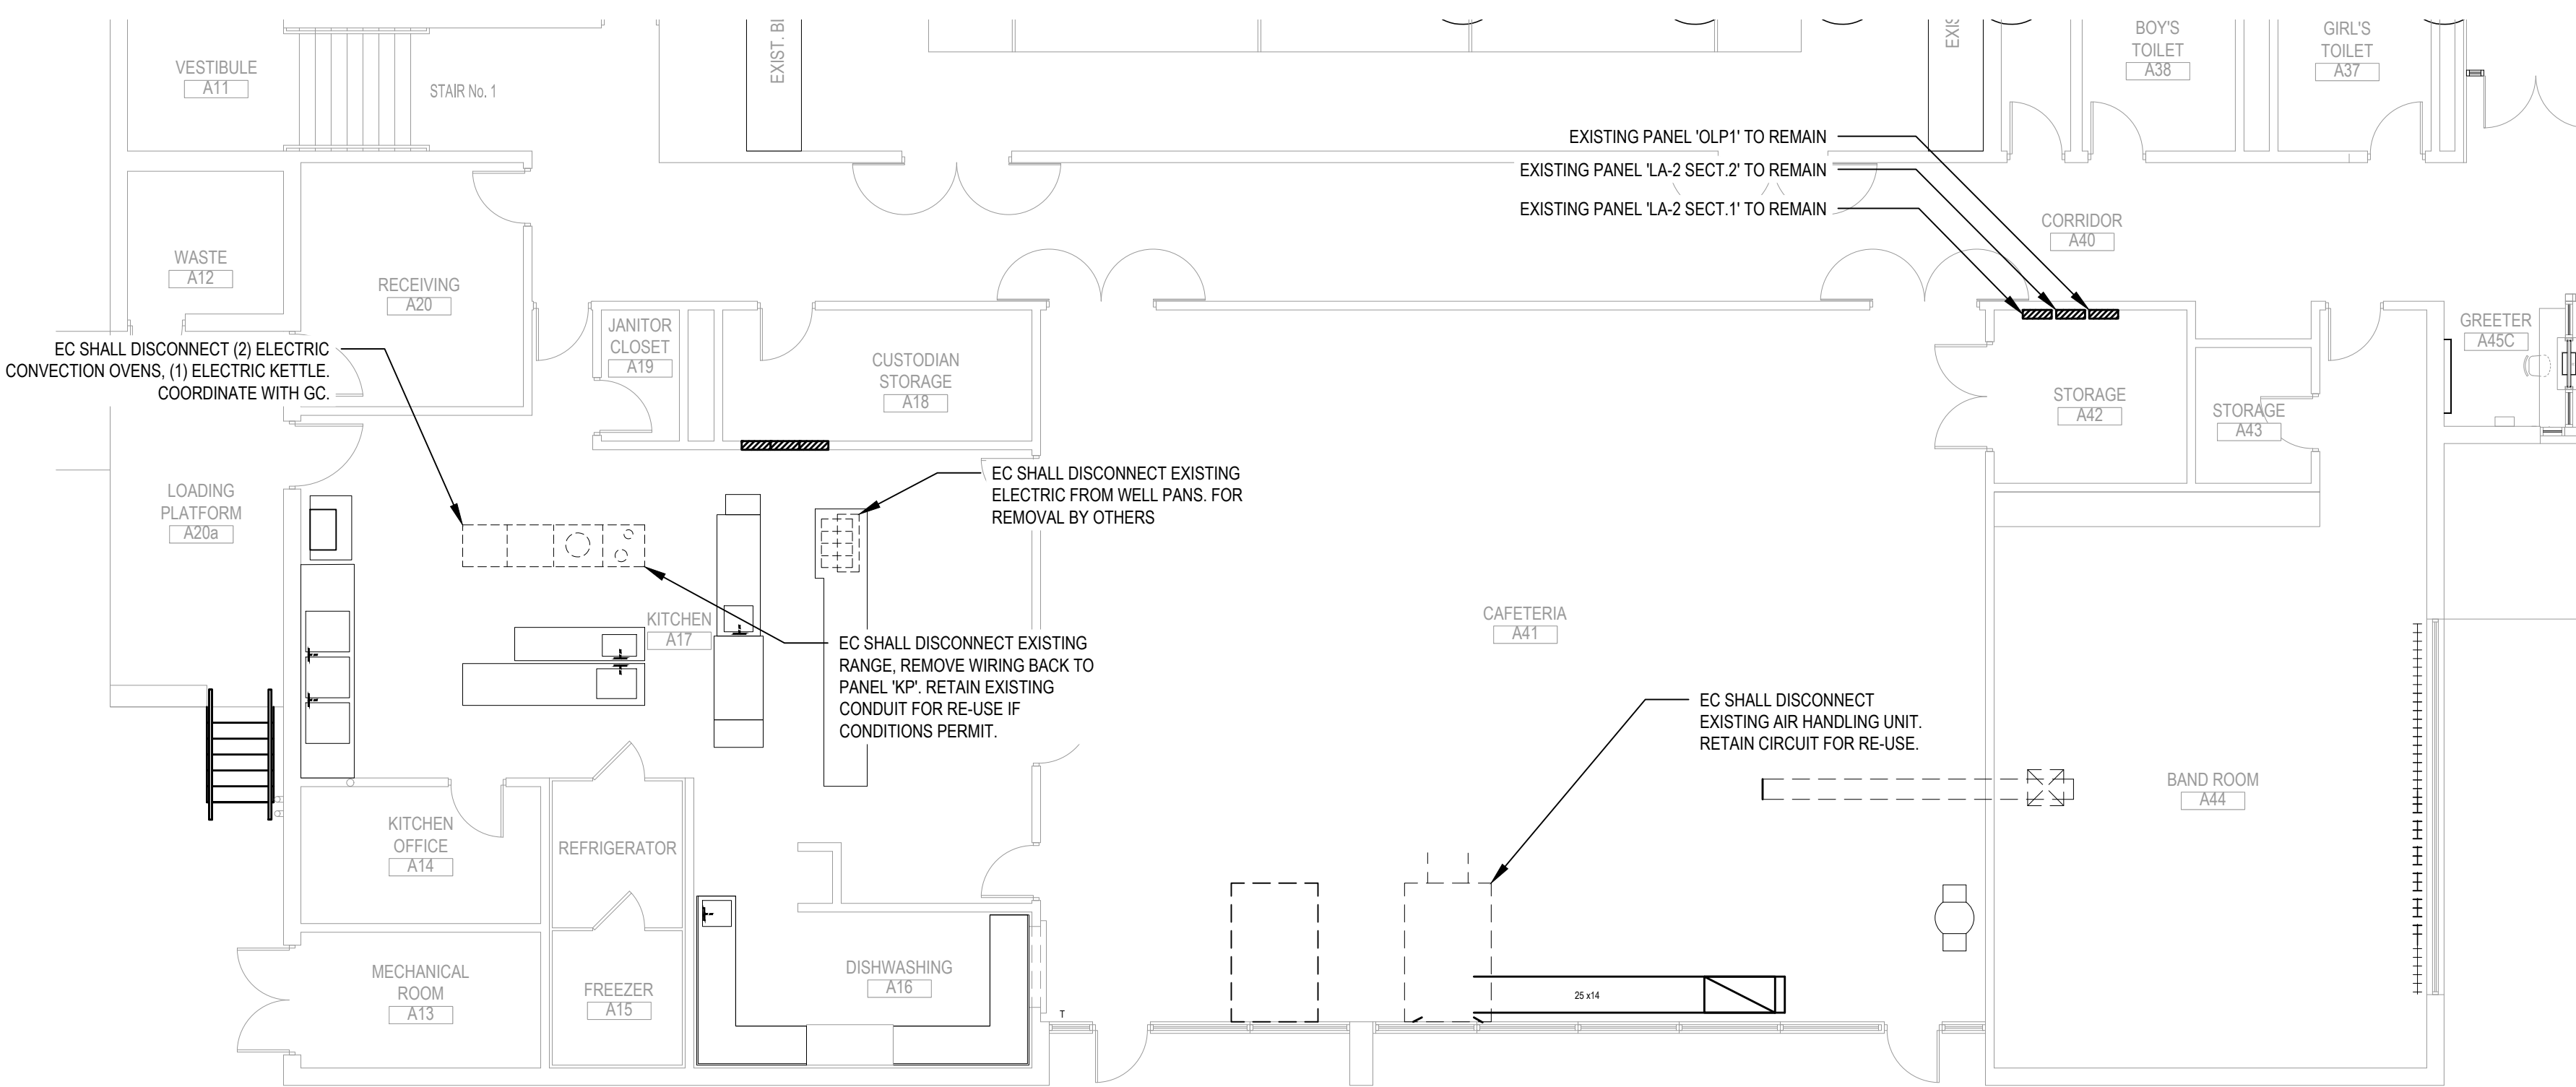 VESTIBULE
A11
STAIR No. 1
EXIST. BI
EXIS
BOY'S
TOILET
A38
GIRL'S
TOILET
A37
EXISTING PANEL 'OLP1' TO REMAIN
EXISTING PANEL 'LA-2 SECT.2' TO REMAIN
EXISTING PANEL 'LA-2 SECT.1' TO REMAIN
CORRIDOR
A40
WASTE
A12
RECEIVING
A20
JANITOR
CLOSET
A19
CUSTODIAN
STORAGE
A18
GREETER
A45C
STORAGE
A42
STORAGE
A43
EC SHALL DISCONNECT (2) ELECTRIC
CONVECTION OVENS, (1) ELECTRIC KETTLE.
COORDINATE WITH GC.
LOADING
PLATFORM
A20a
EC SHALL DISCONNECT EXISTING
ELECTRIC FROM WELL PANS. FOR
REMOVAL BY OTHERS
KITCHEN
A17
EC SHALL DISCONNECT EXISTING
RANGE, REMOVE WIRING BACK TO
PANEL 'KP'. RETAIN EXISTING
CONDUIT FOR RE-USE IF
CONDITIONS PERMIT.
CAFETERIA
A41
EC SHALL DISCONNECT
EXISTING AIR HANDLING UNIT.
RETAIN CIRCUIT FOR RE-USE.
BAND ROOM
A44
KITCHEN
OFFICE
A14
REFRIGERATOR
MECHANICAL
ROOM
A13
FREEZER
A15
DISHWASHING
A16
T
25 x14